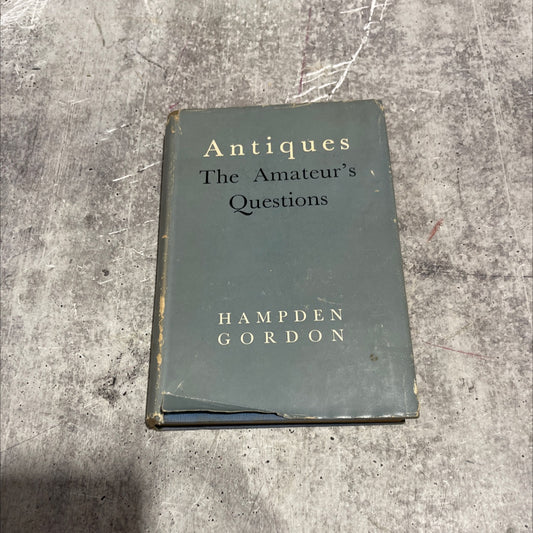 Antiques
The Amateur's
Questions
HAMPDEN
GORDON